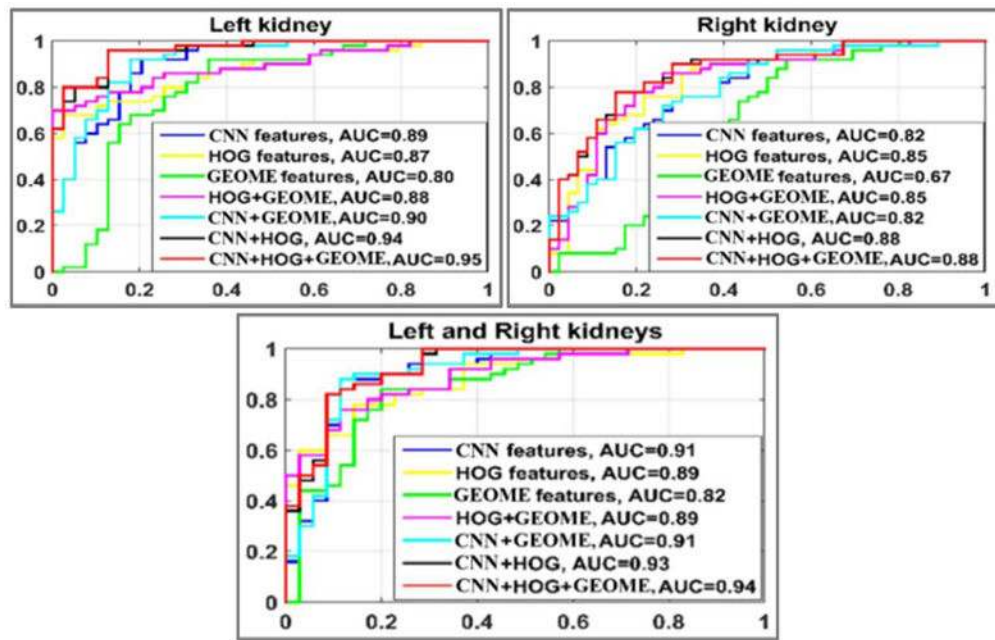 Left kidney
1
0.8
0.6
0.4
0.2
0
CNN features, AUC=0.89
HOG features, AUC=0.87
GEOME features, AUC=0.80
HOG+GEOME, AUC=0.88
CNN+GEOME, AUC=0.90
CNN+HOG, AUC=0.94
CNN+HOG+GEOME, AUC=0.95
0 0.2 0.4 0.6 0.8 1
Right kidney
1
0.8
0.6
0.4
0.2
0
CNN features, AUC=0.82
HOG features, AUC=0.85
GEOME features, AUC=0.67
HOG+GEOME, AUC=0.85
CNN+GEOME, AUC=0.82
CNN+HOG, AUC=0.88
CNN+HOG+GEOME, AUC=0.88
0 0.2 0.4 0.6 0.8 1
Left and Right kidneys
1
0.8
0.6
0.4
0.2
0
CNN features, AUC=0.91
HOG features, AUC=0.89
GEOME features, AUC=0.82
HOG+GEOME, AUC=0.89
CNN+GEOME, AUC=0.91
CNN+HOG, AUC=0.93
CNN+HOG+GEOME, AUC=0.94
0 0.2 0.4 0.6 0.8 1